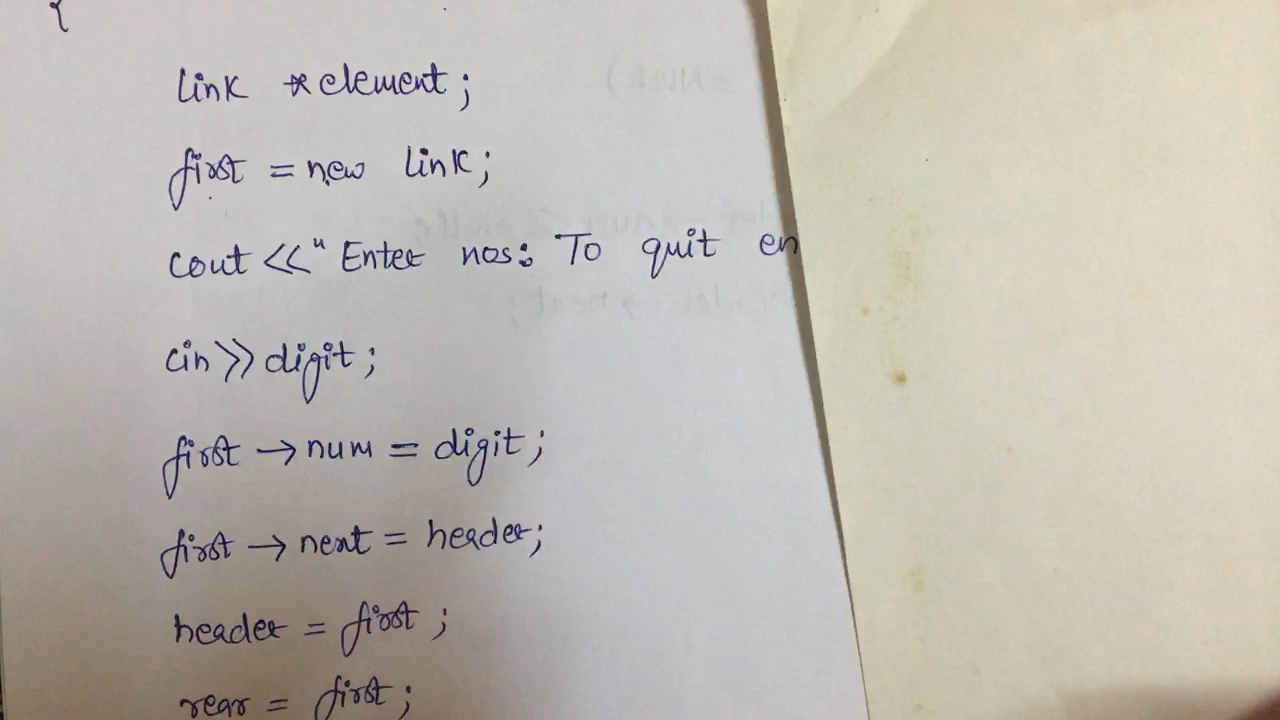 {
link *element;
first = new link;
cout <<" Enter nos: To quit en
cin>>digit;
first → num = digit;
first → next = header;
header = first ;
rear = first;